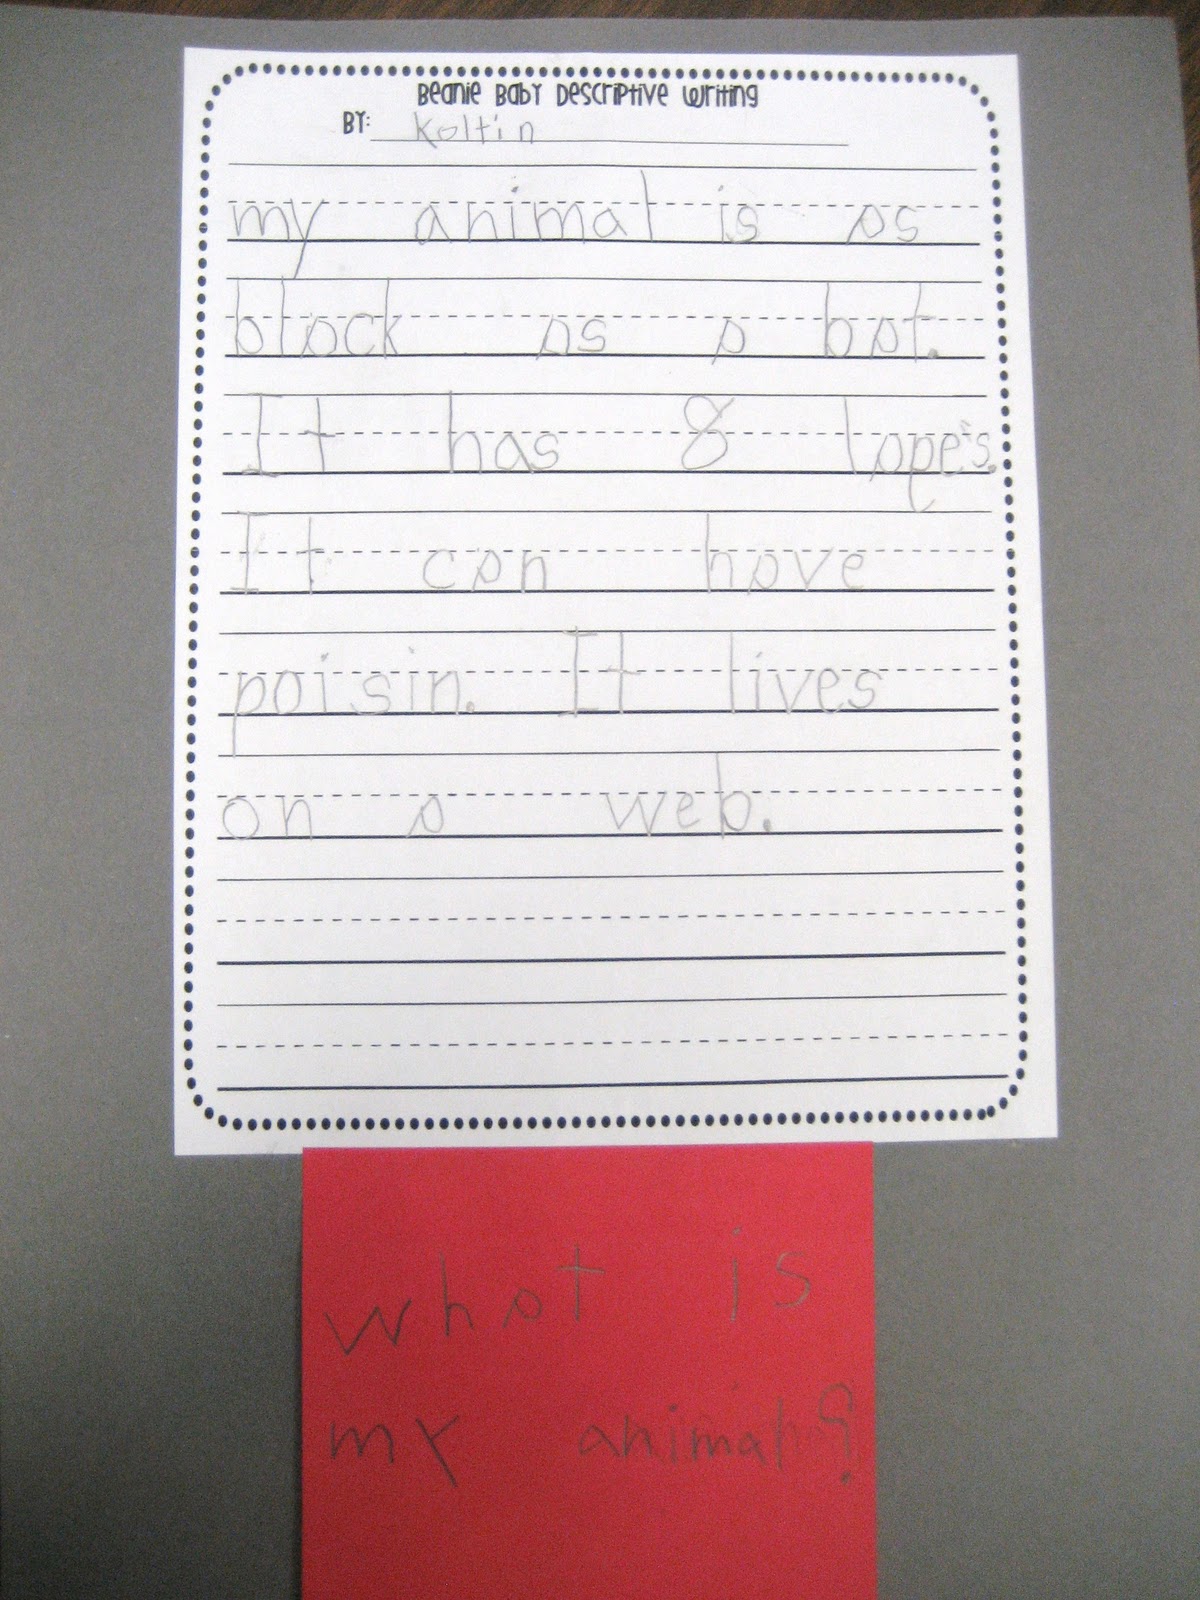 Beanie Baby Descriptive Writing
BY: Koltin
my animal is as
black as a bat.
It has 8 lape's.
It can have
poisin. It lives
on a web.
what is
my animal?